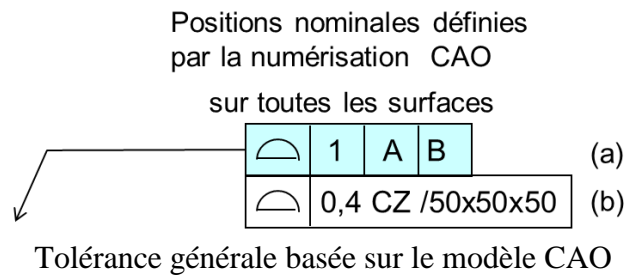 Positions nominales définies
par la numérisation CAO
sur toutes les surfaces
1 A B (a)
0,4 CZ /50x50x50 (b)
Tolérance générale basée sur le modèle CAO